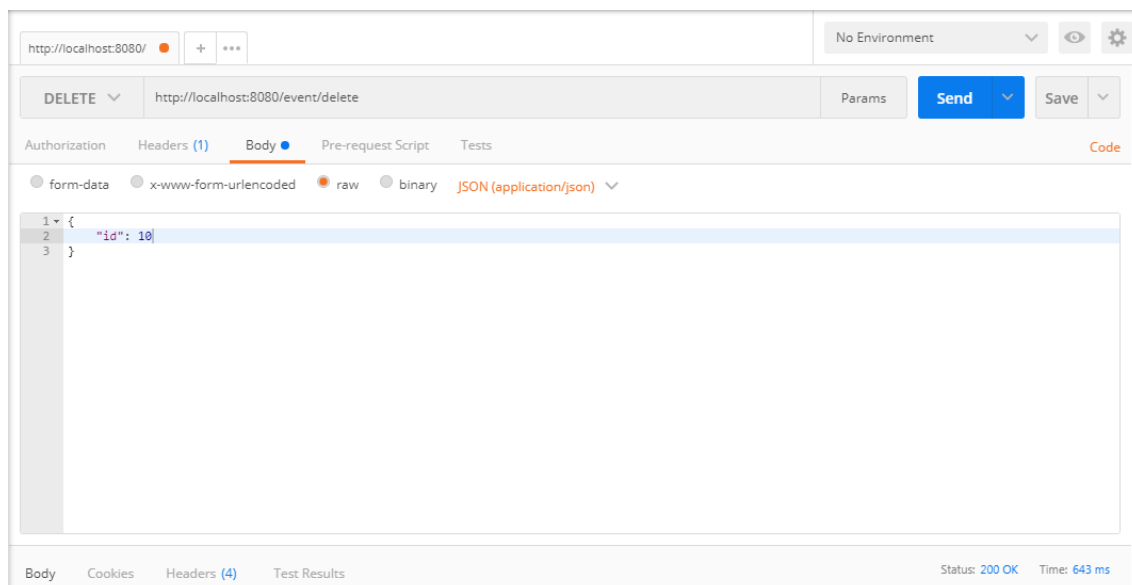 http://localhost:8080/ + ••• No Environment
DELETE http://localhost:8080/event/delete Params Send Save
Authorization Headers (1) Body Pre-request Script Tests Code
form-data x-www-form-urlencoded raw binary JSON (application/json)
1 {
2 "id": 10
3 }
Body Cookies Headers (4) Test Results Status: 200 OK Time: 643 ms